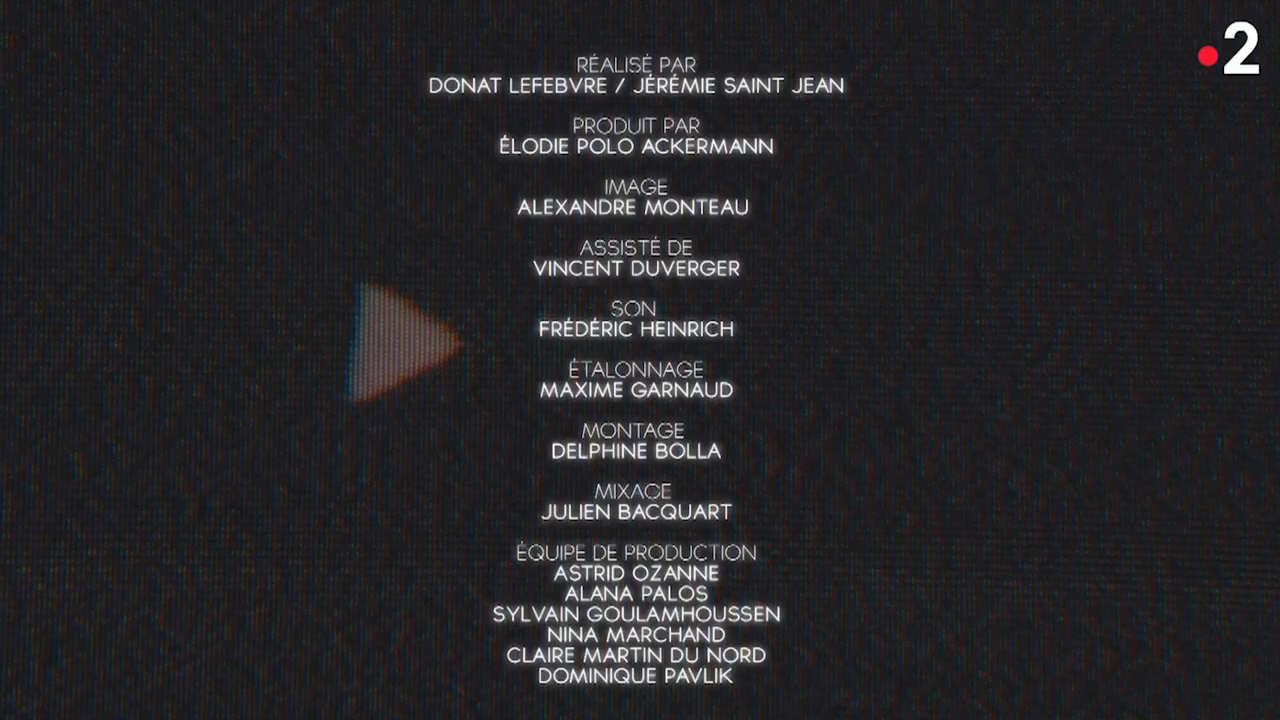 2
RÉALISÉ PAR
DONAT LEFEBVRE / JÉRÉMIE SAINT JEAN
PRODUIT PAR
ÉLODIE POLO ACKERMANN
IMAGE
ALEXANDRE MONTEAU
ASSISTÉ DE
VINCENT DUVERGER
SON
FRÉDÉRIC HEINRICH
ÉTALONNAGE
MAXIME GARNAUD
MONTAGE
DELPHINE BOLLA
MIXAGE
JULIEN BACQUART
ÉQUIPE DE PRODUCTION
ASTRID OZANNE
ALANA PALOS
SYLVAIN GOULAMHOUSSEN
NINA MARCHAND
CLAIRE MARTIN DU NORD
DOMINIQUE PAVLIK